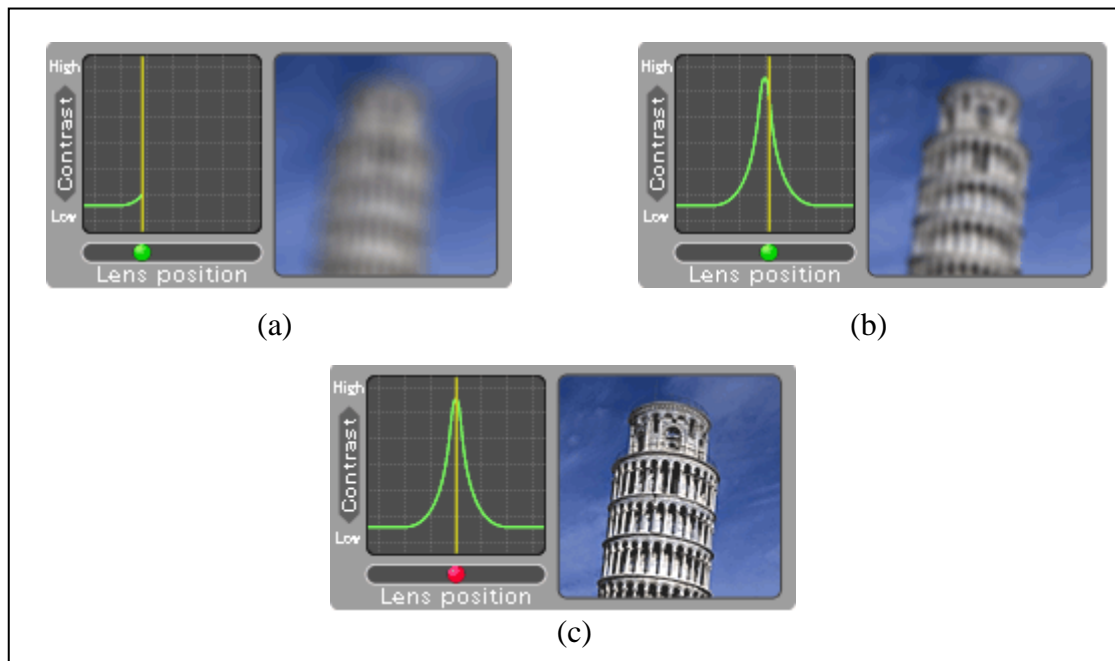 High
Contrast
Low
Lens position
(a)
High
Contrast
Low
Lens position
(b)
High
Contrast
Low
Lens position
(c)